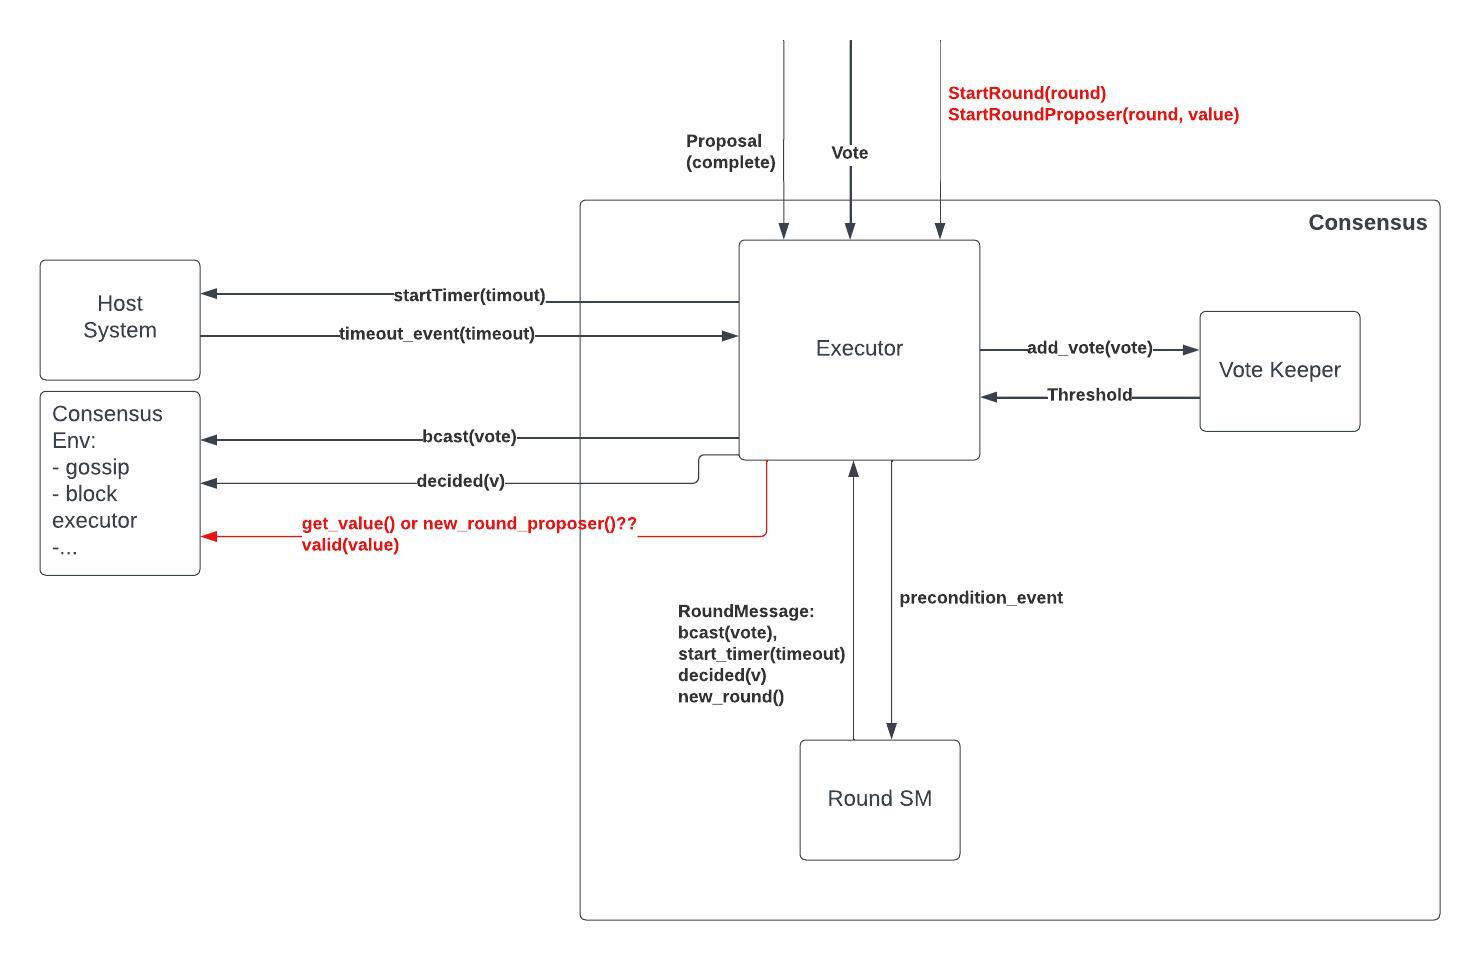 StartRound(round)
StartRoundProposer(round, value)
Proposal
(complete)
Vote
Consensus
Host
System
startTimer(timout)
timeout_event(timeout)
Executor
add_vote(vote)
Threshold
Vote Keeper
Consensus
Env:
- gossip
- block
executor
-...
bcast(vote)
decided(v)
get_value() or new_round_proposer()??
valid(value)
RoundMessage:
bcast(vote),
start_timer(timeout)
decided(v)
new_round()
precondition_event
Round SM